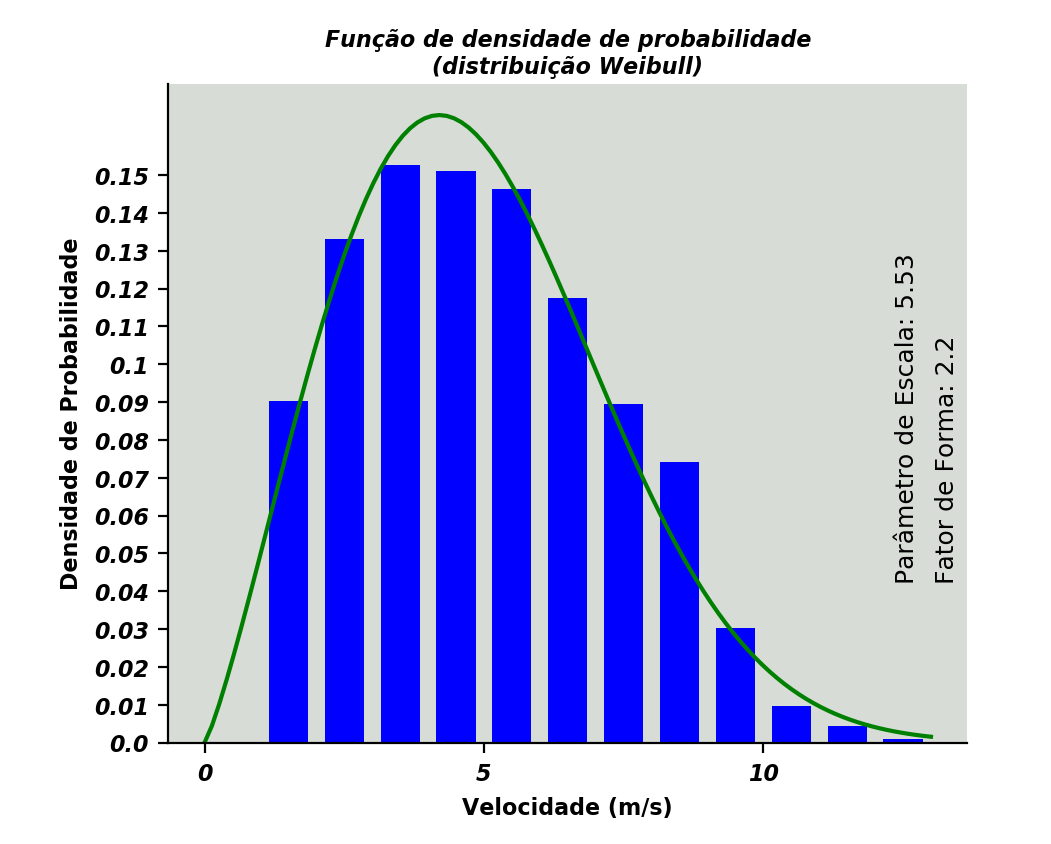 Função de densidade de probabilidade
(distribuição Weibull)
Densidade de Probabilidade
0.15
0.14
0.13
0.12
0.11
0.1
0.09
0.08
0.07
0.06
0.05
0.04
0.03
0.02
0.01
0.0
0 5 10
Velocidade (m/s)
Parâmetro de Escala: 5.53
Fator de Forma: 2.2